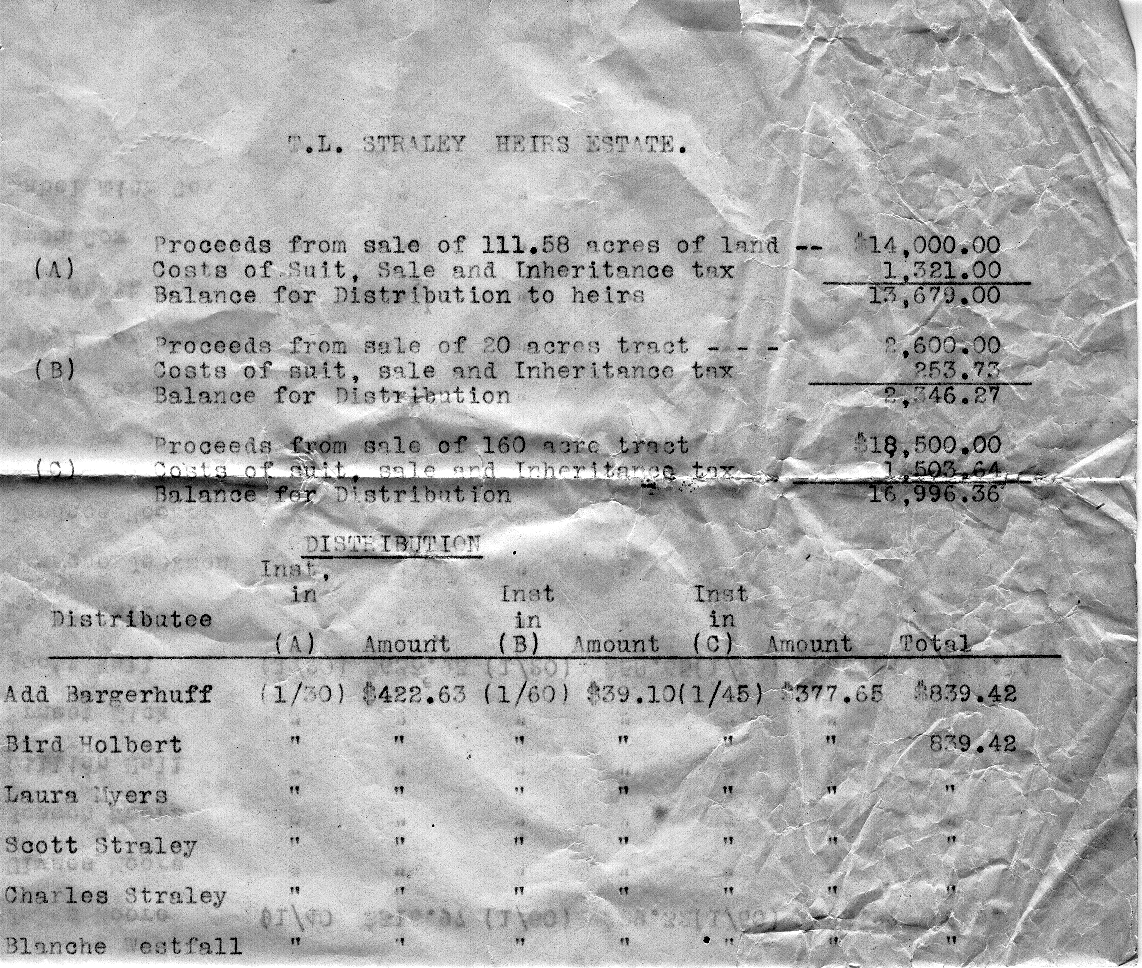 T.L. STRALEY HEIRS ESTATE.
Proceeds from sale of 111.58 acres of land -- $14,000.00
(A) Costs of Suit, Sale and Inheritance tax 1,321.00
Balance for Distribution to heirs 13,679.00
Proceeds from sale of 20 acres tract - - - 2,600.00
(B) Costs of suit, sale and Inheritance tax 253.73
Balance for Distribution 2,346.27
Proceeds from sale of 160 acre tract $18,500.00
(C) Costs of suit, sale and Inheritance tax 1,503.64
Balance for Distribution 16,996.36
DISTRIBUTION
Inst,
in Inst Inst
Distributee in in
(A) Amount (B) Amount (C) Amount Total
Add Bargerhuff (1/30) $422.63 (1/60) $39.10(1/45) $377.65 $839.42
Bird Holbert " " " " " " 839.42
Laura Myers " " " " " " "
Scott Straley " " " " " " "
Charles Straley " " " " " " "
Blanche Westfall " " " " " " "